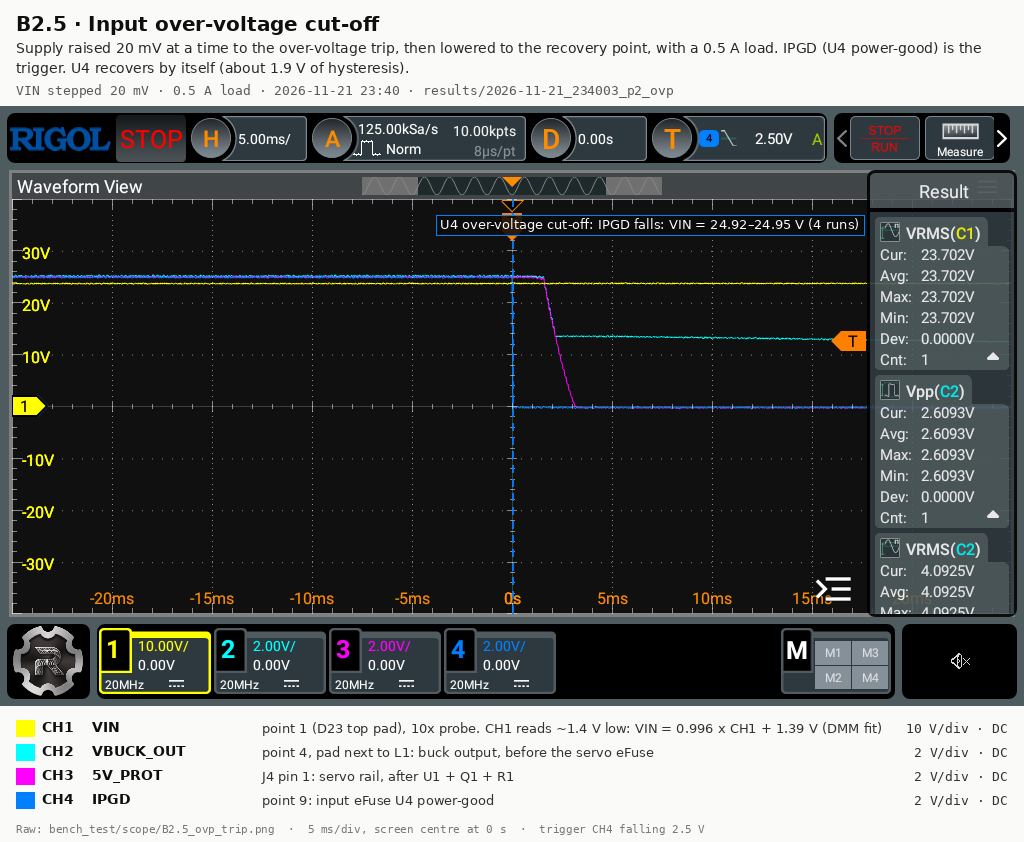 B2.5 · Input over-voltage cut-off
Supply raised 20 mV at a time to the over-voltage trip, then lowered to the recovery point, with a 0.5 A load. IPGD (U4 power-good) is the
trigger. U4 recovers by itself (about 1.9 V of hysteresis).
VIN stepped 20 mV · 0.5 A load · 2026-11-21 23:40 · results/2026-11-21_234003_p2_ovp
RIGOL STOP H 5.00ms/ A 125.00kSa/s 10.00kpts Norm 8µs/pt D 0.00s T 4 2.50V A STOP RUN Measure
Waveform View
Result
U4 over-voltage cut-off: IPGD falls: VIN = 24.92–24.95 V (4 runs)
30V
20V
10V
1
-10V
-20V
-30V
T
-20ms -15ms -10ms -5ms 0s 5ms 10ms 15ms
VRMS(C1)
Cur: 23.702V
Avg: 23.702V
Max: 23.702V
Min: 23.702V
Dev: 0.0000V
Cnt: 1
Vpp(C2)
Cur: 2.6093V
Avg: 2.6093V
Max: 2.6093V
Min: 2.6093V
Dev: 0.0000V
Cnt: 1
VRMS(C2)
Cur: 4.0925V
Avg: 4.0925V
Max: 4.0925V
1 10.00V/ 0.00V 20MHz
2 2.00V/ 0.00V 20MHz
3 2.00V/ 0.00V 20MHz
4 2.00V/ 0.00V 20MHz
M M1 M3 M2 M4
R
CH1 VIN point 1 (D23 top pad), 10x probe. CH1 reads ~1.4 V low: VIN = 0.996 x CH1 + 1.39 V (DMM fit) 10 V/div · DC
CH2 VBUCK_OUT point 4, pad next to L1: buck output, before the servo eFuse 2 V/div · DC
CH3 5V_PROT J4 pin 1: servo rail, after U1 + Q1 + R1 2 V/div · DC
CH4 IPGD point 9: input eFuse U4 power-good 2 V/div · DC
Raw: bench_test/scope/B2.5_ovp_trip.png · 5 ms/div, screen centre at 0 s · trigger CH4 falling 2.5 V